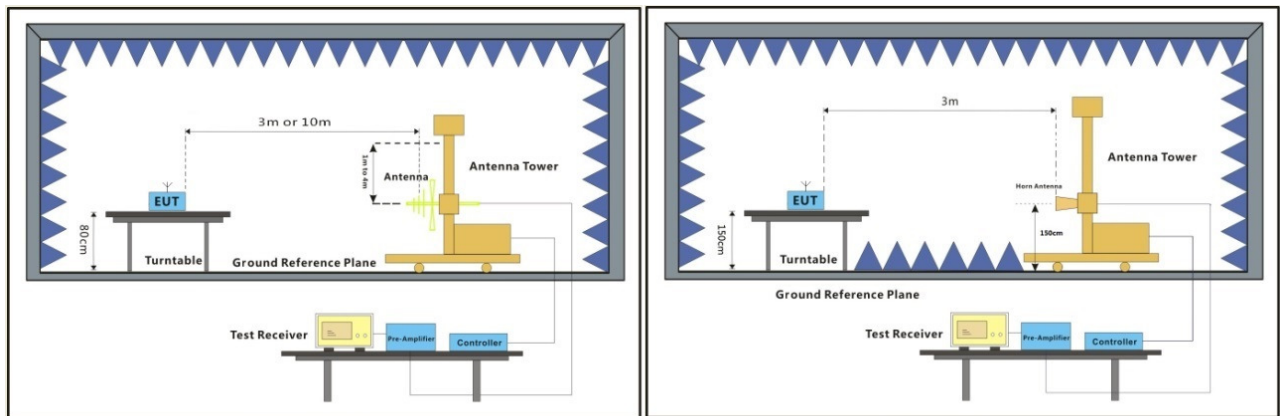 3m or 10m
1m to 4m
Antenna
Antenna Tower
EUT
80cm
Turntable
Ground Reference Plane
Test Receiver
Pre-Amplifier
Controller
3m
Antenna Tower
Horn Antenna
EUT
150cm
150cm
Turntable
Ground Reference Plane
Test Receiver
Pre-Amplifier
Controller